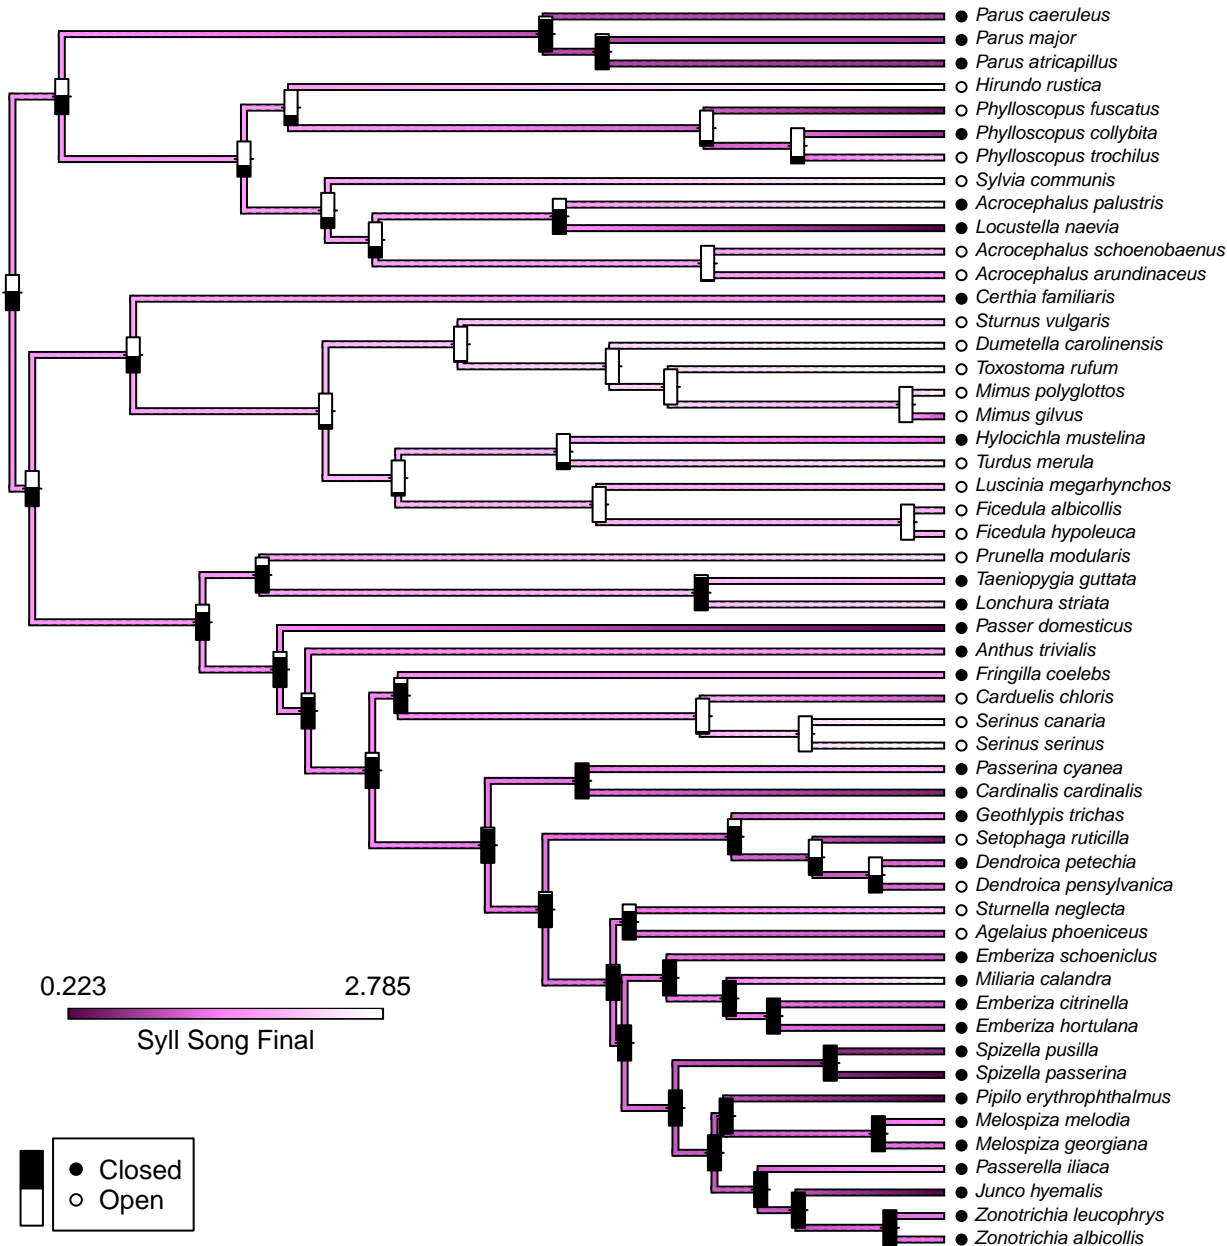 Parus caeruleus
Parus major
Parus atricapillus
Hirundo rustica
Phylloscopus fuscatus
Phylloscopus collybita
Phylloscopus trochilus
Sylvia communis
Acrocephalus palustris
Locustella naevia
Acrocephalus schoenobaenus
Acrocephalus arundinaceus
Certhia familiaris
Sturnus vulgaris
Dumetella carolinensis
Toxostoma rufum
Mimus polyglottos
Mimus gilvus
Hylocichla mustelina
Turdus merula
Luscinia megarhynchos
Ficedula albicollis
Ficedula hypoleuca
Prunella modularis
Taeniopygia guttata
Lonchura striata
Passer domesticus
Anthus trivialis
Fringilla coelebs
Carduelis chloris
Serinus canaria
Serinus serinus
Passerina cyanea
Cardinalis cardinalis
Geothlypis trichas
Setophaga ruticilla
Dendroica petechia
Dendroica pensylvanica
Sturnella neglecta
Agelaius phoeniceus
Emberiza schoeniclus
Miliaria calandra
Emberiza citrinella
Emberiza hortulana
Spizella pusilla
Spizella passerina
Pipilo erythrophthalmus
Melospiza melodia
Melospiza georgiana
Passerella iliaca
Junco hyemalis
Zonotrichia leucophrys
Zonotrichia albicollis
0.223 2.785
Syll Song Final
Closed
Open